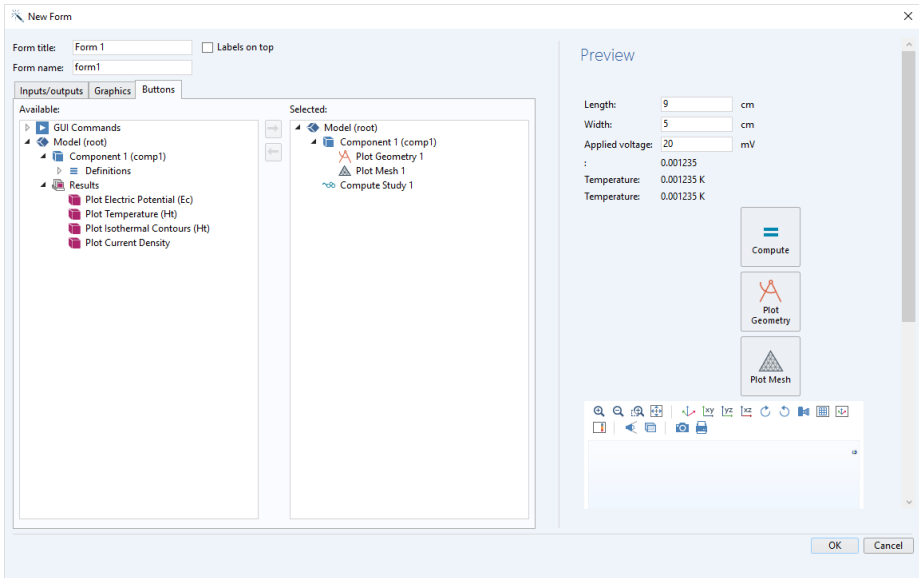 New Form
Form title: Form 1 Labels on top
Form name: form1
Inputs/outputs Graphics Buttons
Available:
GUI Commands
Model (root)
Component 1 (comp1)
Definitions
Results
Plot Electric Potential (Ec)
Plot Temperature (Ht)
Plot Isothermal Contours (Ht)
Plot Current Density
Selected:
Model (root)
Component 1 (comp1)
Plot Geometry 1
Plot Mesh 1
Compute Study 1
Preview
Length: 9 cm
Width: 5 cm
Applied voltage: 20 mV
: 0.001235
Temperature: 0.001235 K
Temperature: 0.001235 K
Compute
Plot
Geometry
Plot Mesh
xy yz xz
OK Cancel